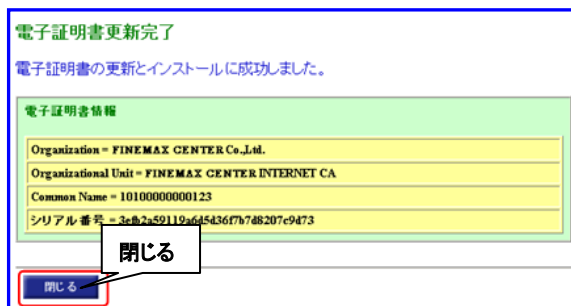 電子証明書更新完了
電子証明書の更新とインストールに成功しました。
電子証明書情報
Organization = FINEMAX CENTER Co.,Ltd.
Organizational Unit = FINEMAX CENTER INTERNET CA
Common Name = 10100000000123
シリアル番号 = 3efb2a59119a6d5d36f7b7d8207c9d73
閉じる
閉じる